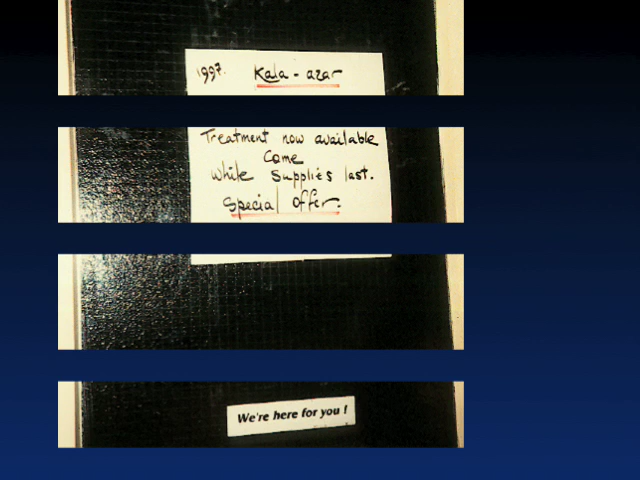 1997. Kala-azar
Treatment now available
Come
while Supplies last.
Special Offer.
We're here for you !